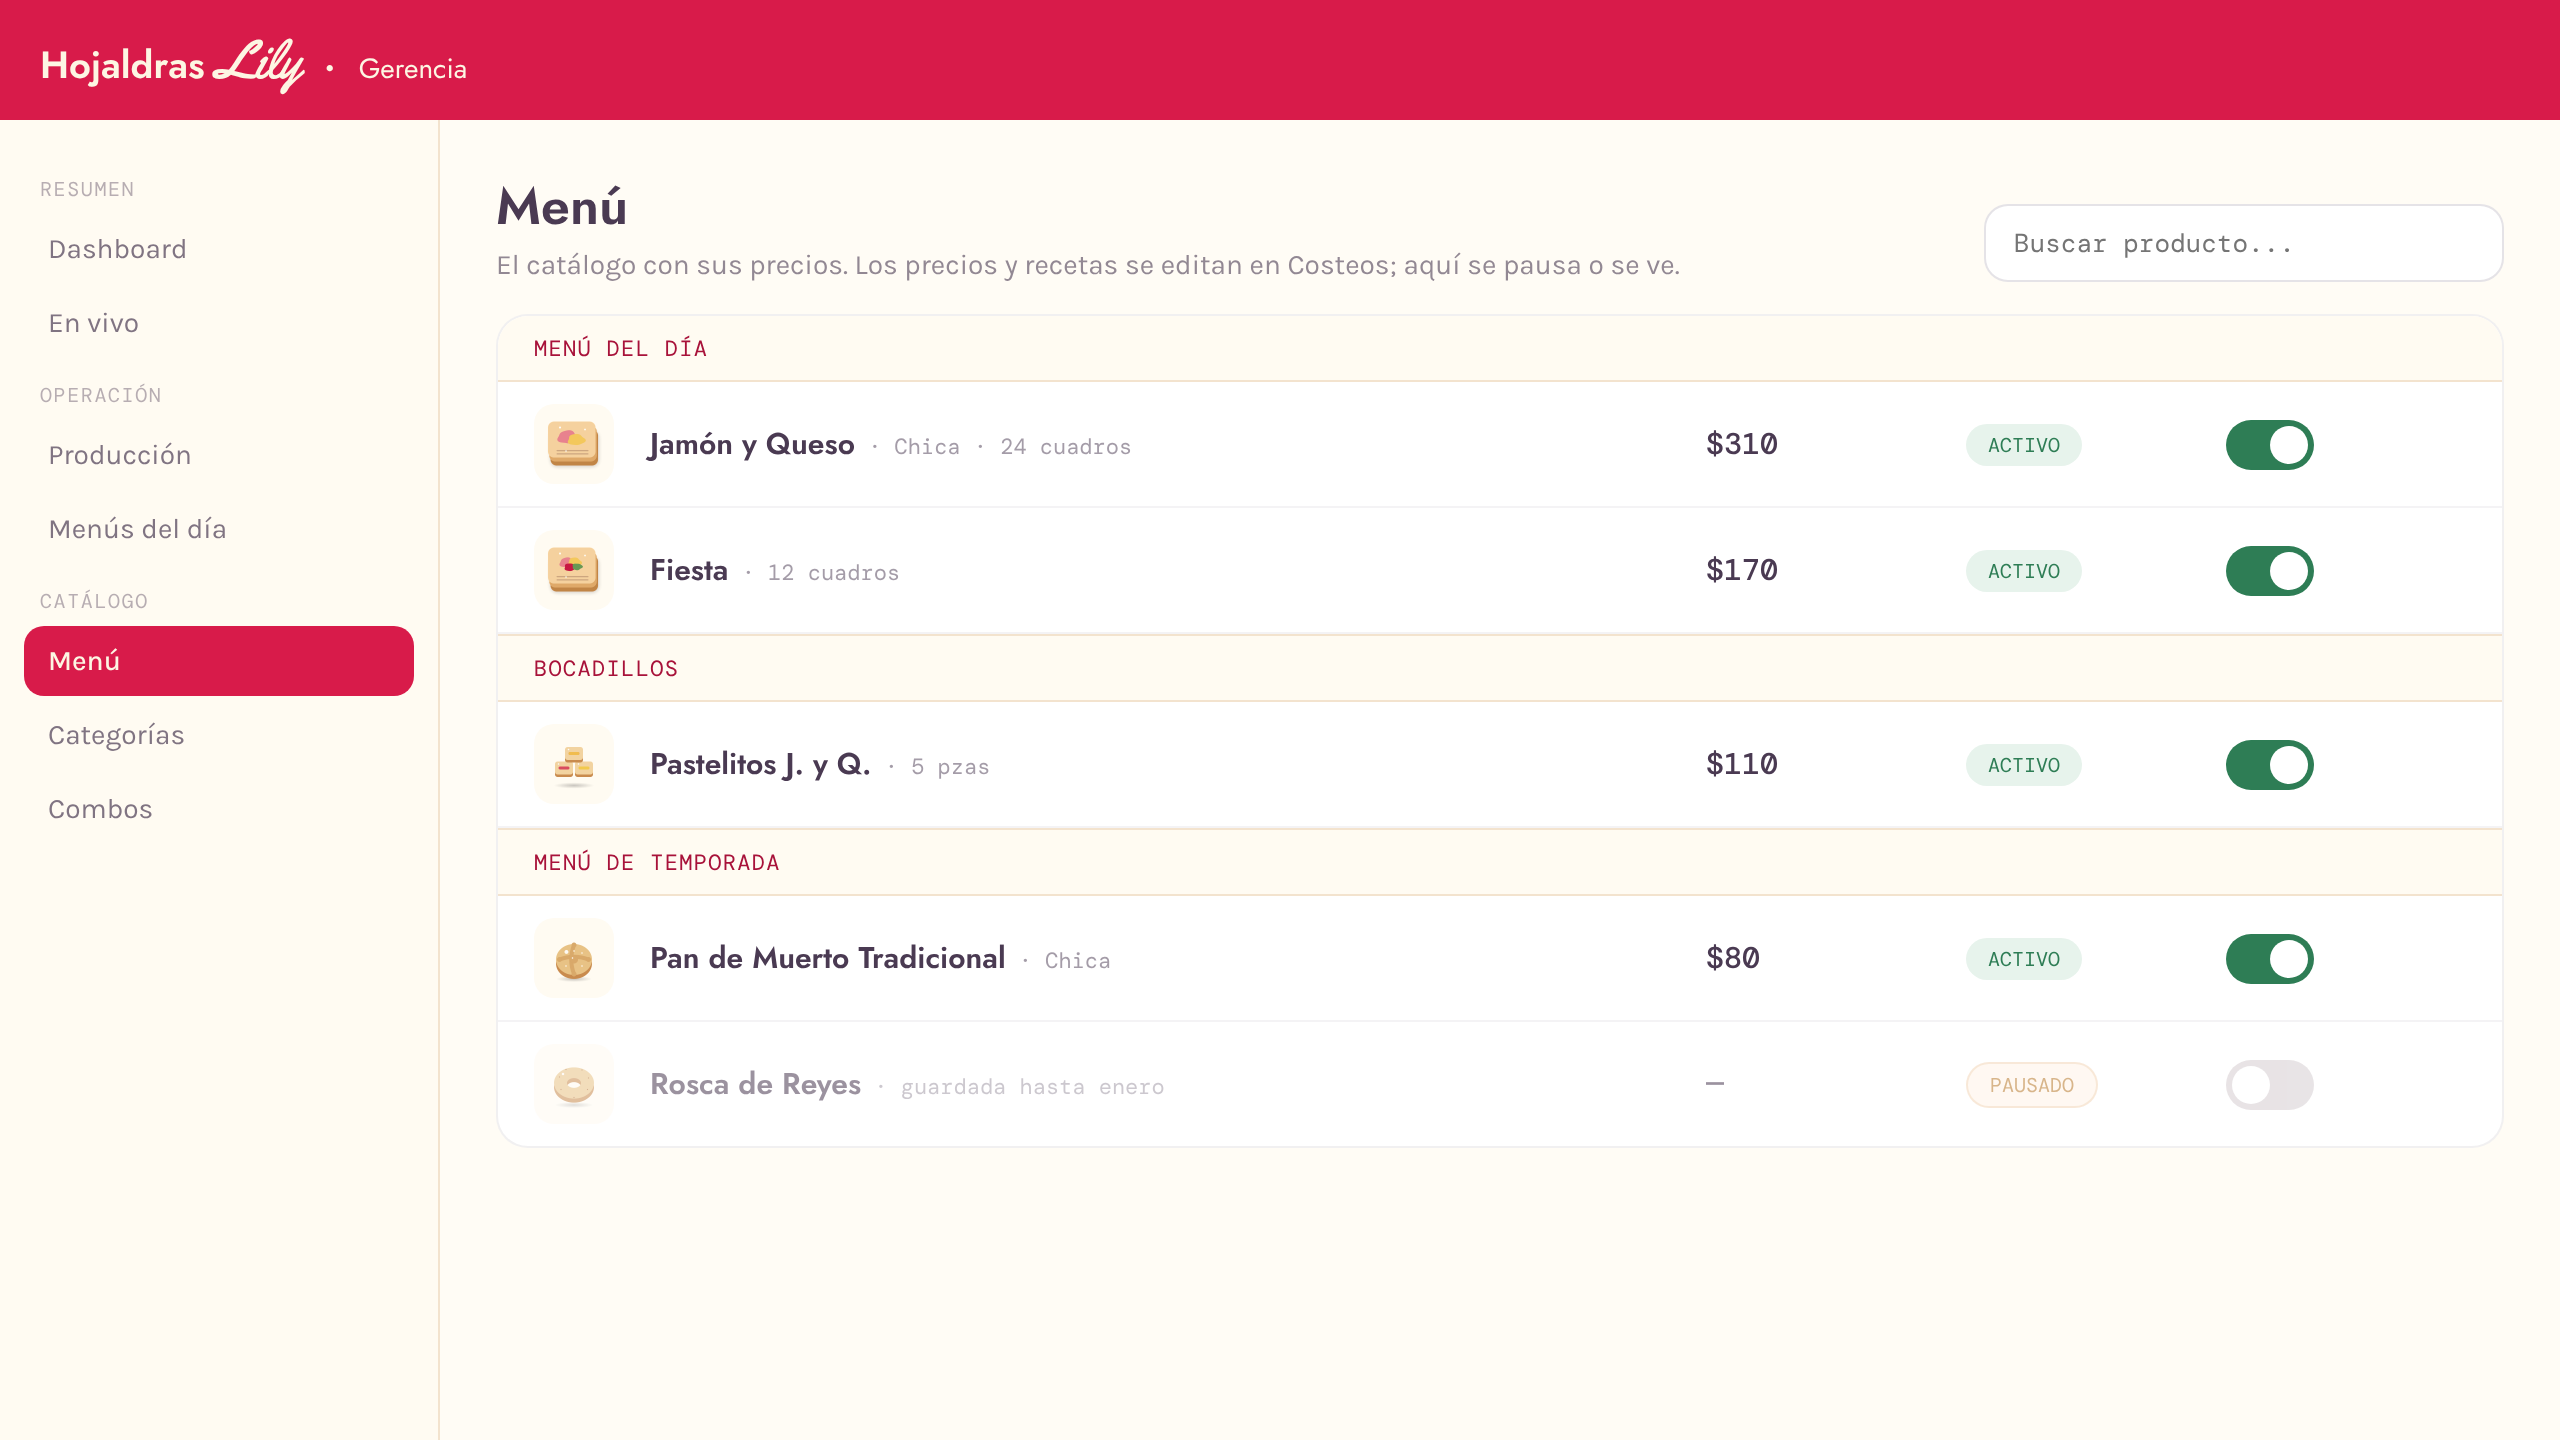 Hojaldras Lily · Gerencia
RESUMEN
Dashboard
En vivo
OPERACIÓN
Producción
Menús del día
CATÁLOGO
Menú
Categorías
Combos
Menú
El catálogo con sus precios. Los precios y recetas se editan en Costeos; aquí se pausa o se ve.
Buscar producto...
MENÚ DEL DÍA
Jamón y Queso · Chica · 24 cuadros $310 ACTIVO
Fiesta · 12 cuadros $170 ACTIVO
BOCADILLOS
Pastelitos J. y Q. · 5 pzas $110 ACTIVO
MENÚ DE TEMPORADA
Pan de Muerto Tradicional · Chica $80 ACTIVO
Rosca de Reyes · guardada hasta enero — PAUSADO